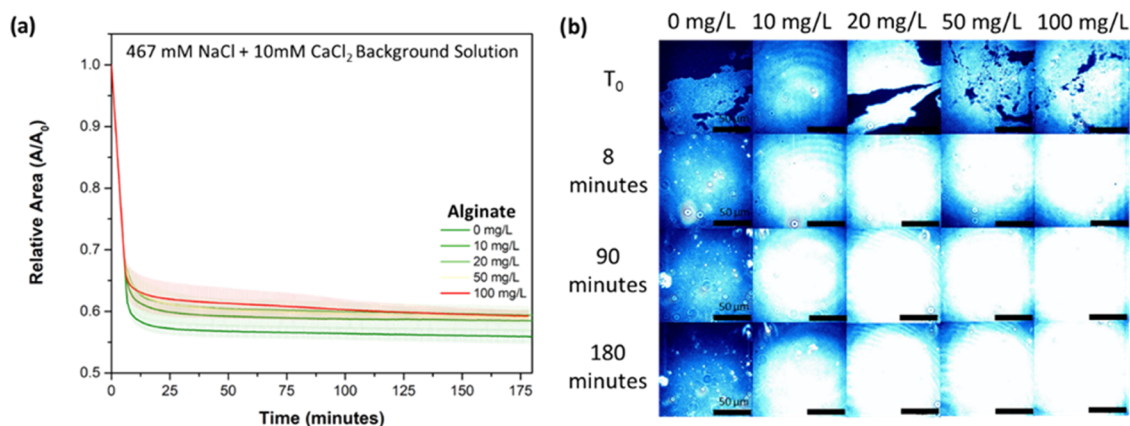 (a)
467 mM NaCl + 10mM CaCl₂ Background Solution
Relative Area (A/A₀)
1.0
0.9
0.8
0.7
0.6
0.5
Alginate
0 mg/L
10 mg/L
20 mg/L
50 mg/L
100 mg/L
0 25 50 75 100 125 150 175
Time (minutes)
(b)
0 mg/L 10 mg/L 20 mg/L 50 mg/L 100 mg/L
T₀
50 μm
8
minutes
50 μm
90
minutes
50 μm
180
minutes
50 μm